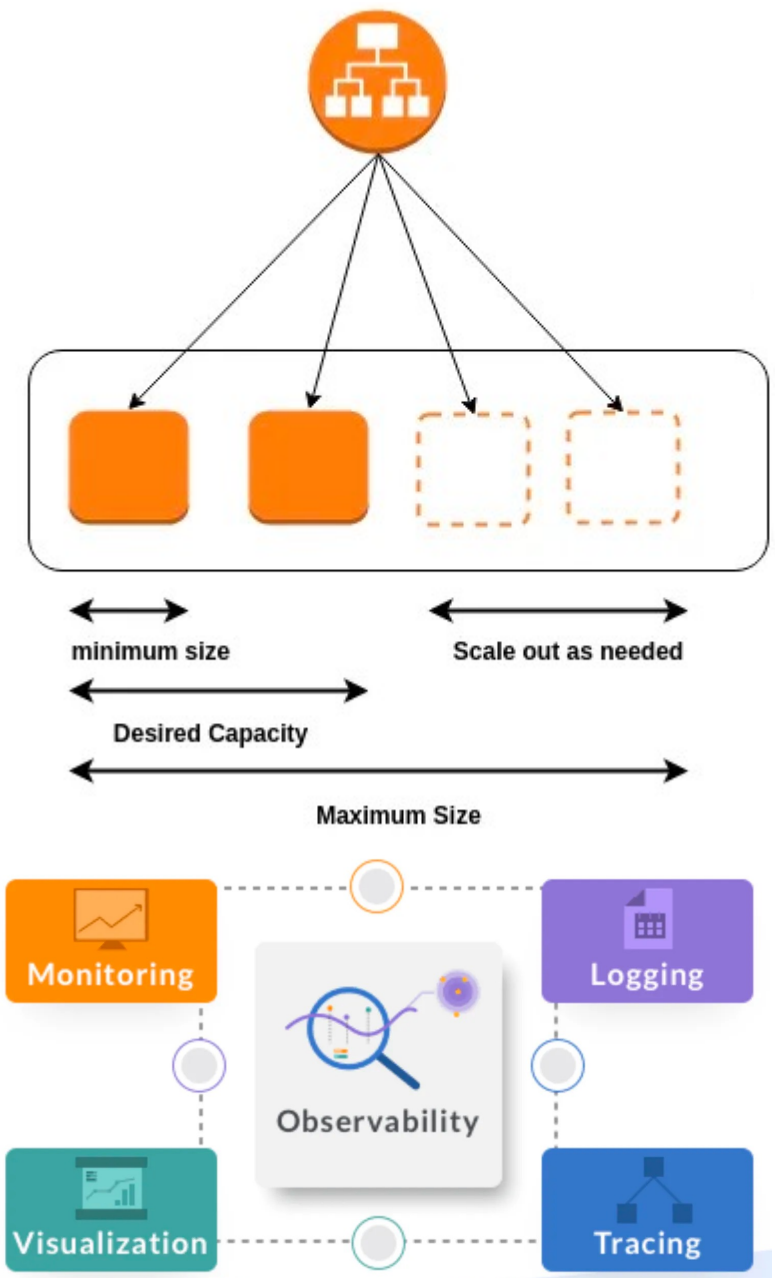 minimum size
Scale out as needed
Desired Capacity
Maximum Size
Monitoring
Logging
Observability
Visualization
Tracing